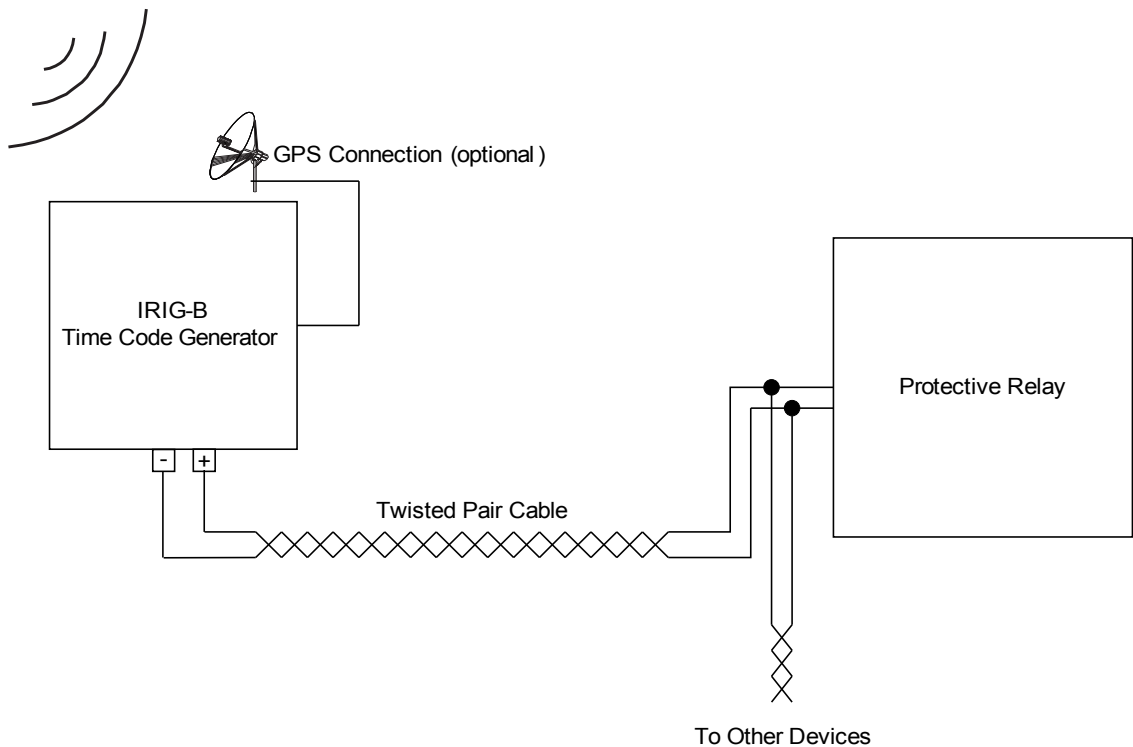 GPS Connection (optional)
IRIG-B
Time Code Generator
Protective Relay
- +
Twisted Pair Cable
To Other Devices